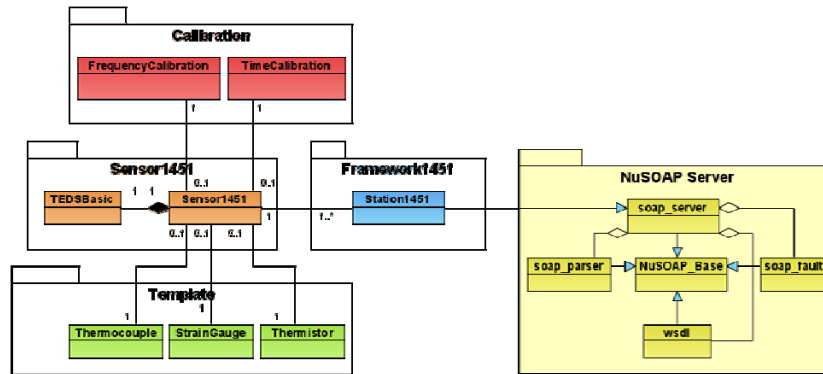 Calibration
FrequencyCalibration
TimeCalibration
1
1
Sensor1451
Framework1451
NuSOAP Server
0..1
0..1
1
1
TEDSBasic
Sensor1451
Station1451
soap_server
1
1..*
0..1
0..1
0..1
soap_parser
NuSOAP_Base
soap_fault
Template
1
1
1
Thermocouple
StrainGauge
Thermistor
wsdl